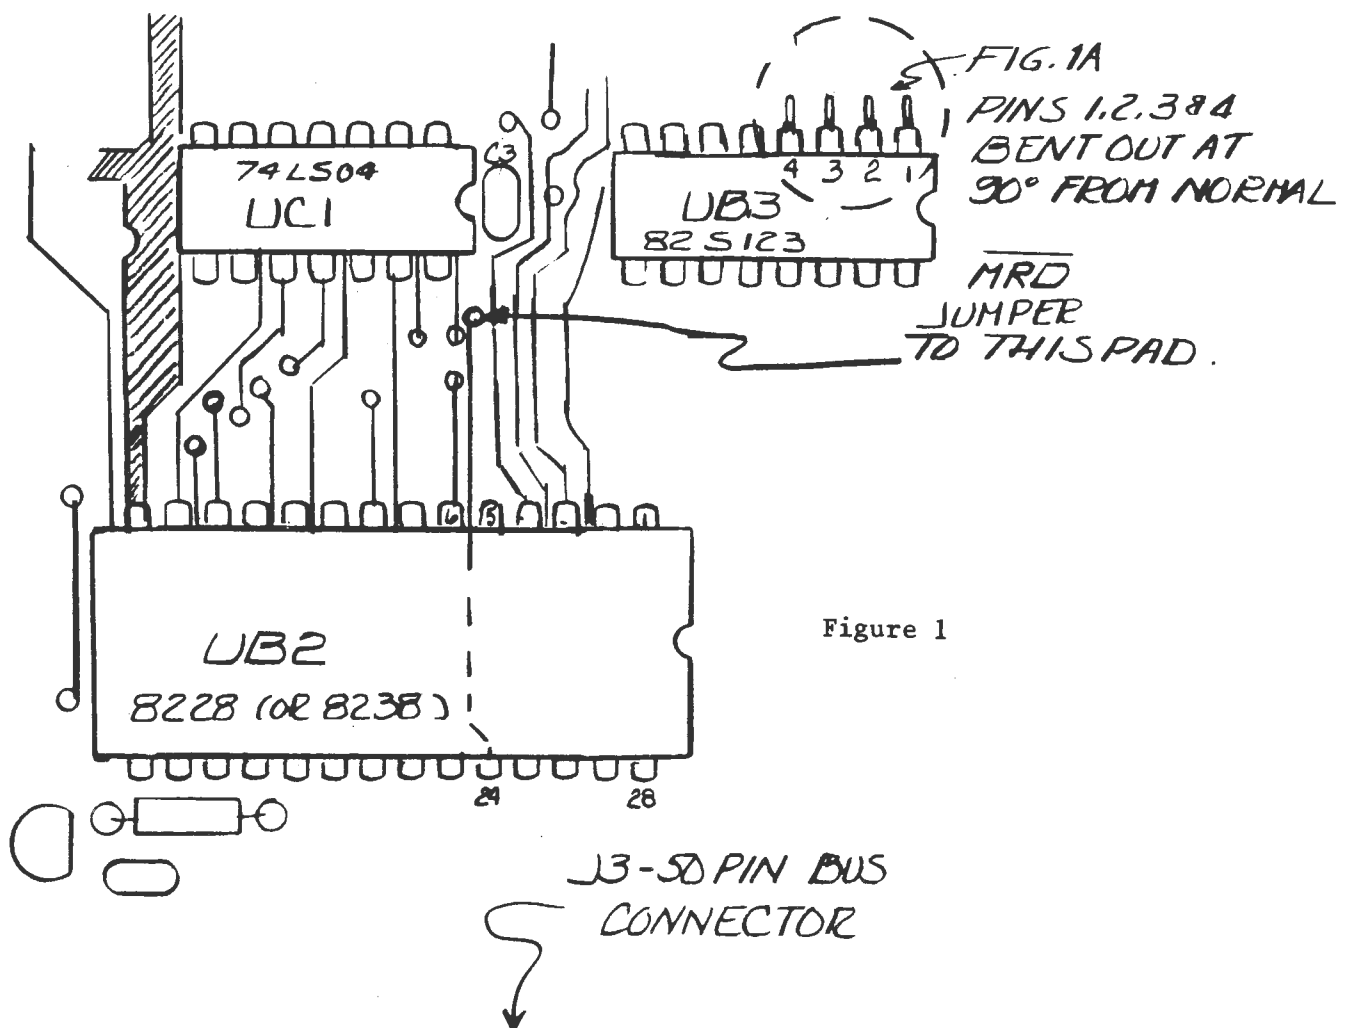 FIG. 1A
PINS 1.2.3 & 4
BENT OUT AT
90° FROM NORMAL
74LS04
UC1
C3
4 3 2 1
UB3
82S123
MRD
JUMPER
TO THIS PAD.
6 5 1
UB2
8228 (OR 8238)
Figure 1
24 28
J3-50 PIN BUS
CONNECTOR